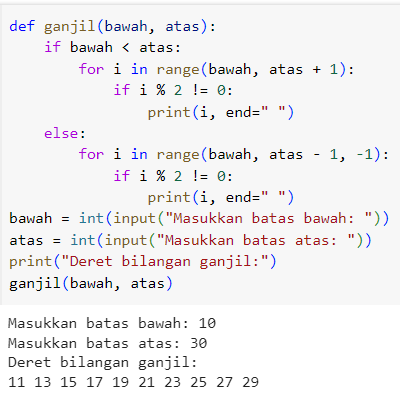 def ganjil(bawah, atas):
    if bawah < atas:
        for i in range(bawah, atas + 1):
            if i % 2 != 0:
                print(i, end=" ")
    else:
        for i in range(bawah, atas - 1, -1):
            if i % 2 != 0:
                print(i, end=" ")
bawah = int(input("Masukkan batas bawah: "))
atas = int(input("Masukkan batas atas: "))
print("Deret bilangan ganjil:")
ganjil(bawah, atas)
Masukkan batas bawah: 10
Masukkan batas atas: 30
Deret bilangan ganjil:
11 13 15 17 19 21 23 25 27 29